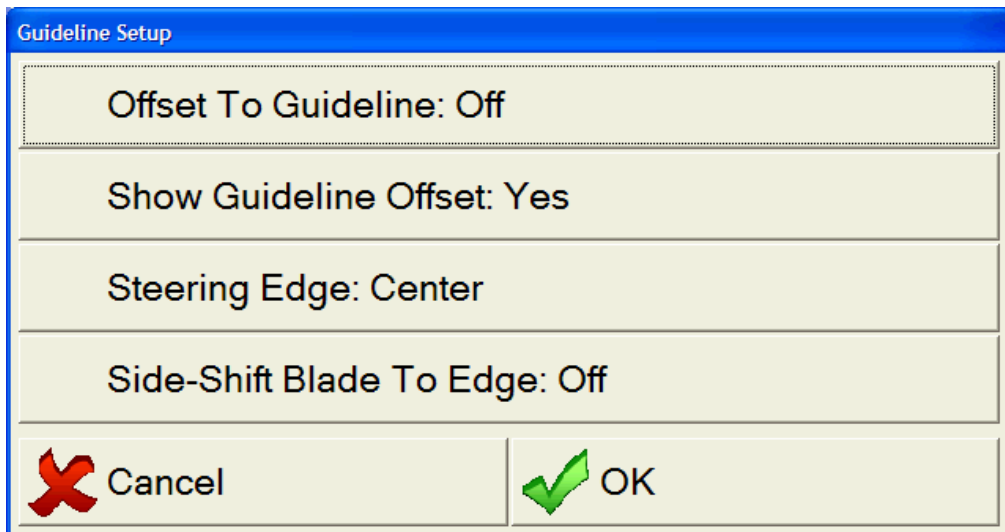 Guideline Setup
Offset To Guideline: Off
Show Guideline Offset: Yes
Steering Edge: Center
Side-Shift Blade To Edge: Off
Cancel
OK